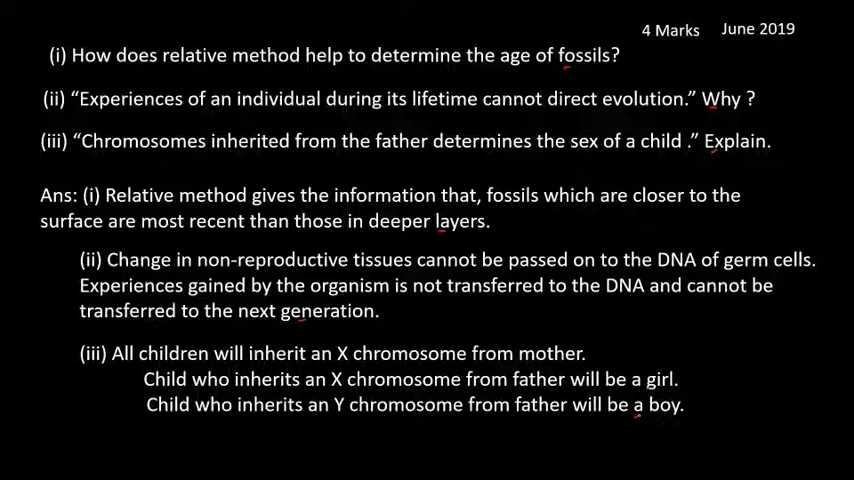 4 Marks June 2019
(i) How does relative method help to determine the age of fossils?
(ii) “Experiences of an individual during its lifetime cannot direct evolution.” Why ?
(iii) “Chromosomes inherited from the father determines the sex of a child .” Explain.
Ans: (i) Relative method gives the information that, fossils which are closer to the
surface are most recent than those in deeper layers.
(ii) Change in non-reproductive tissues cannot be passed on to the DNA of germ cells.
Experiences gained by the organism is not transferred to the DNA and cannot be
transferred to the next generation.
(iii) All children will inherit an X chromosome from mother.
Child who inherits an X chromosome from father will be a girl.
Child who inherits an Y chromosome from father will be a boy.